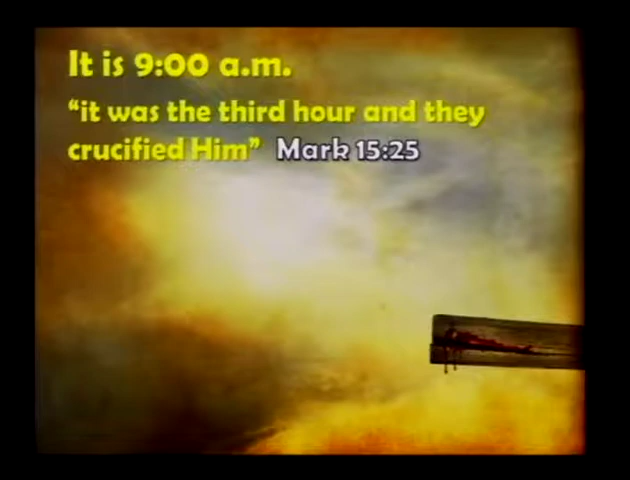 It is 9:00 a.m.
“it was the third hour and they
crucified Him”  Mark 15:25